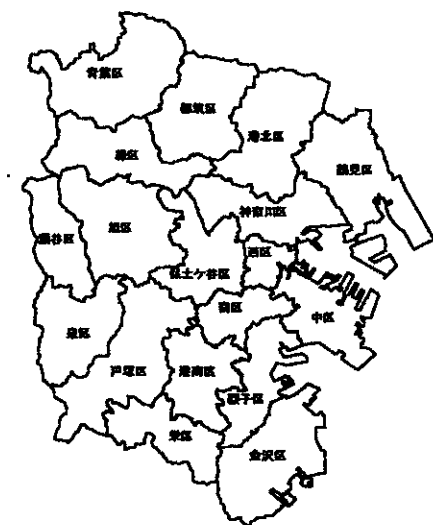 青葉区
都筑区
港北区
緑区
鶴見区
神奈川区
瀬谷区
旭区
西区
保土ケ谷区
南区
中区
泉区
戸塚区
港南区
磯子区
栄区
金沢区